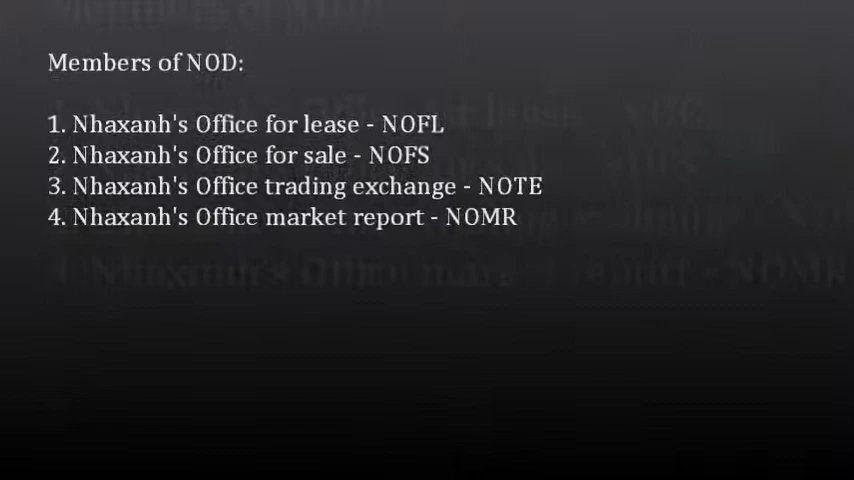 Members of NOD:
1. Nhaxanh's Office for lease - NOFL
2. Nhaxanh's Office for sale - NOFS
3. Nhaxanh's Office trading exchange - NOTE
4. Nhaxanh's Office market report - NOMR